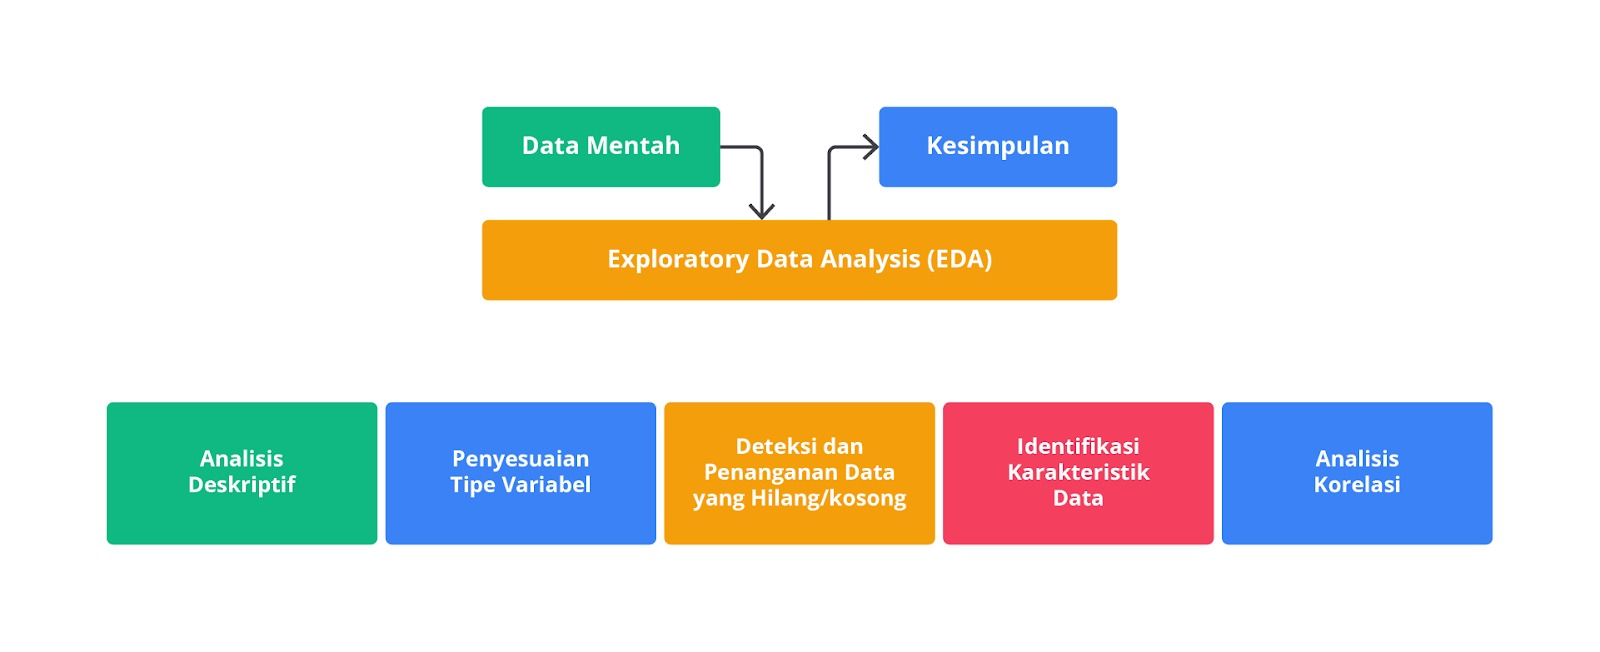 Data Mentah
Kesimpulan
Exploratory Data Analysis (EDA)
Analisis
Deskriptif
Penyesuaian
Tipe Variabel
Deteksi dan
Penanganan Data
yang Hilang/kosong
Identifikasi
Karakteristik
Data
Analisis
Korelasi